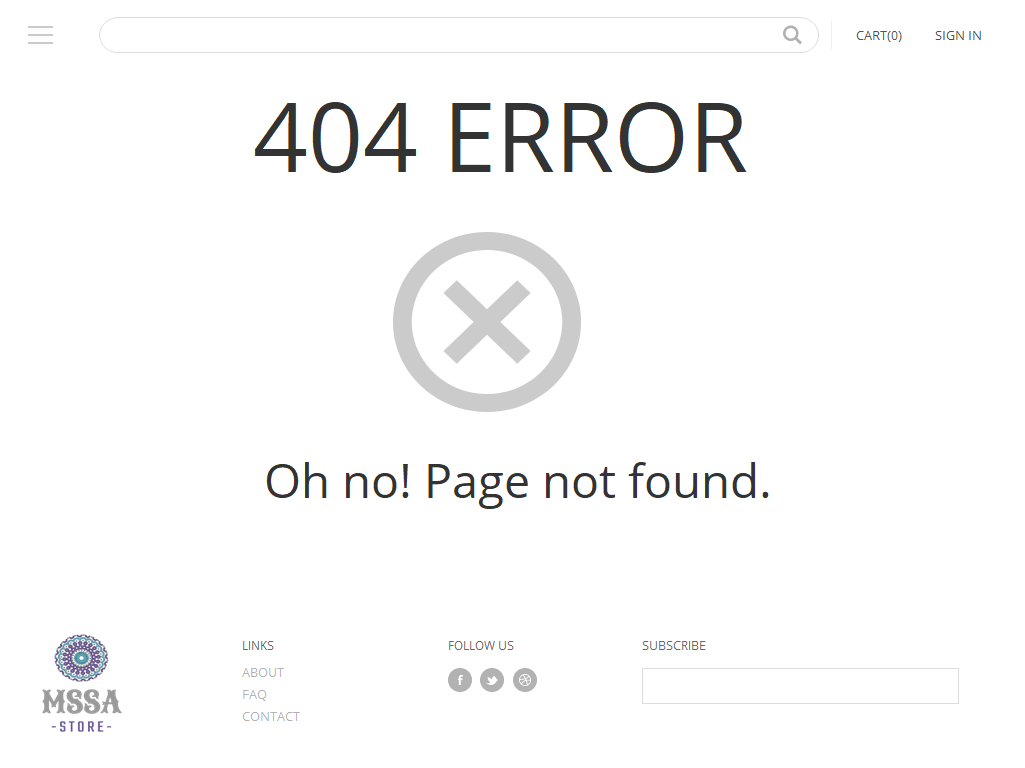 CART(0) SIGN IN
404 ERROR
Oh no! Page not found.
MSSA
-STORE-
LINKS
ABOUT
FAQ
CONTACT
FOLLOW US
SUBSCRIBE